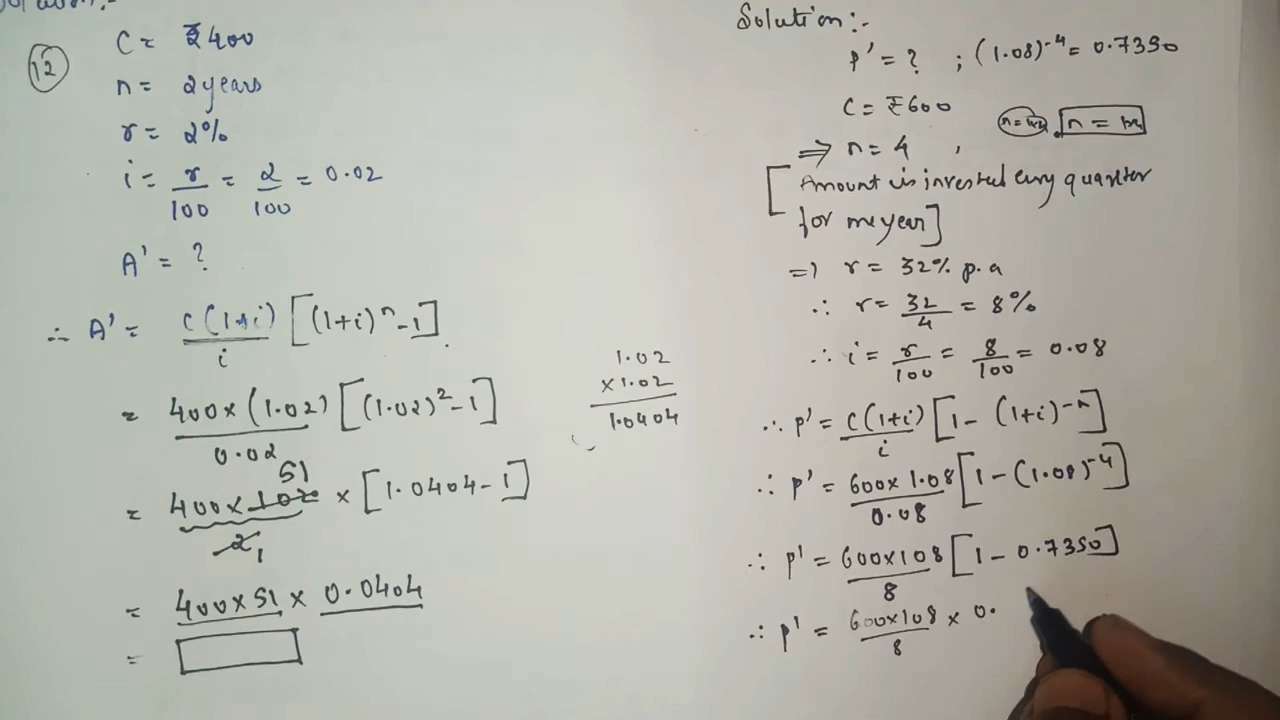 12
C = ₹400
n = 2 years
r = 2%
i = r/100 = 2/100 = 0.02
A' = ?
∴ A' = C(1+i)/i [(1+i)^n - 1]
= 400 × (1.02)/0.02 [(1.02)^2 - 1]
= 400 × 102/2 × [1.0404 - 1]
51
1
= 400 × 51 × 0.0404
=
1.02
× 1.02
1.0404
Solution:-
P' = ? ; (1.08)^-4 = 0.7350
C = ₹600
⇒ n = 4 ,
n =
[Amount is invested every quarter
for one year]
⇒ r = 32% p.a
∴ r = 32/4 = 8%
∴ i = r/100 = 8/100 = 0.08
∴ P' = C(1+i)/i [1 - (1+i)^-n]
∴ P' = 600 × 1.08/0.08 [1 - (1.08)^-4]
∴ P' = 600×108/8 [1 - 0.7350]
∴ P' = 600×108/8 × 0.